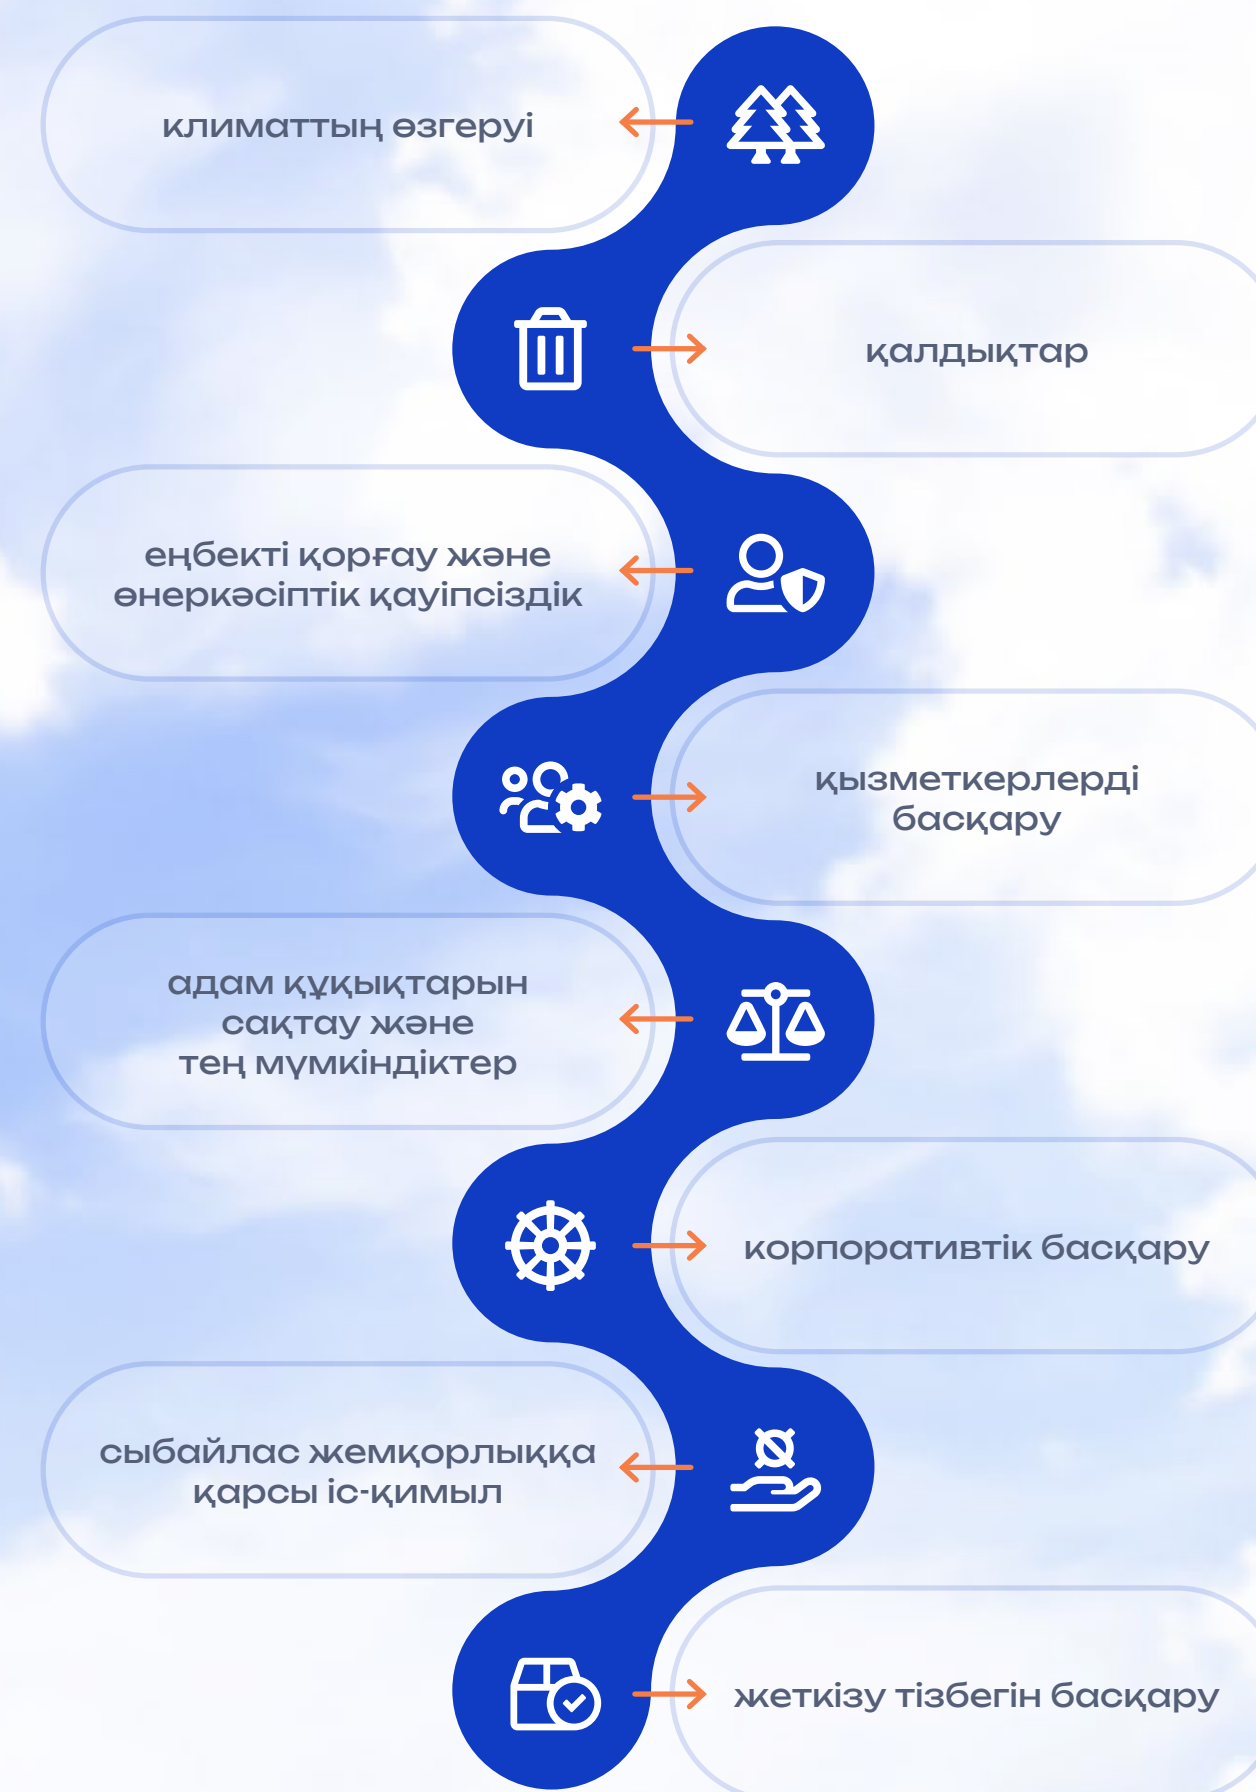 климаттың өзгеруі
қалдықтар
еңбекті қорғау және
өнеркәсіптік қауіпсіздік
қызметкерлерді
басқару
адам құқықтарын
сақтау және
тең мүмкіндіктер
корпоративтік басқару
сыбайлас жемқорлыққа
қарсы іс-қимыл
жеткізу тізбегін басқару